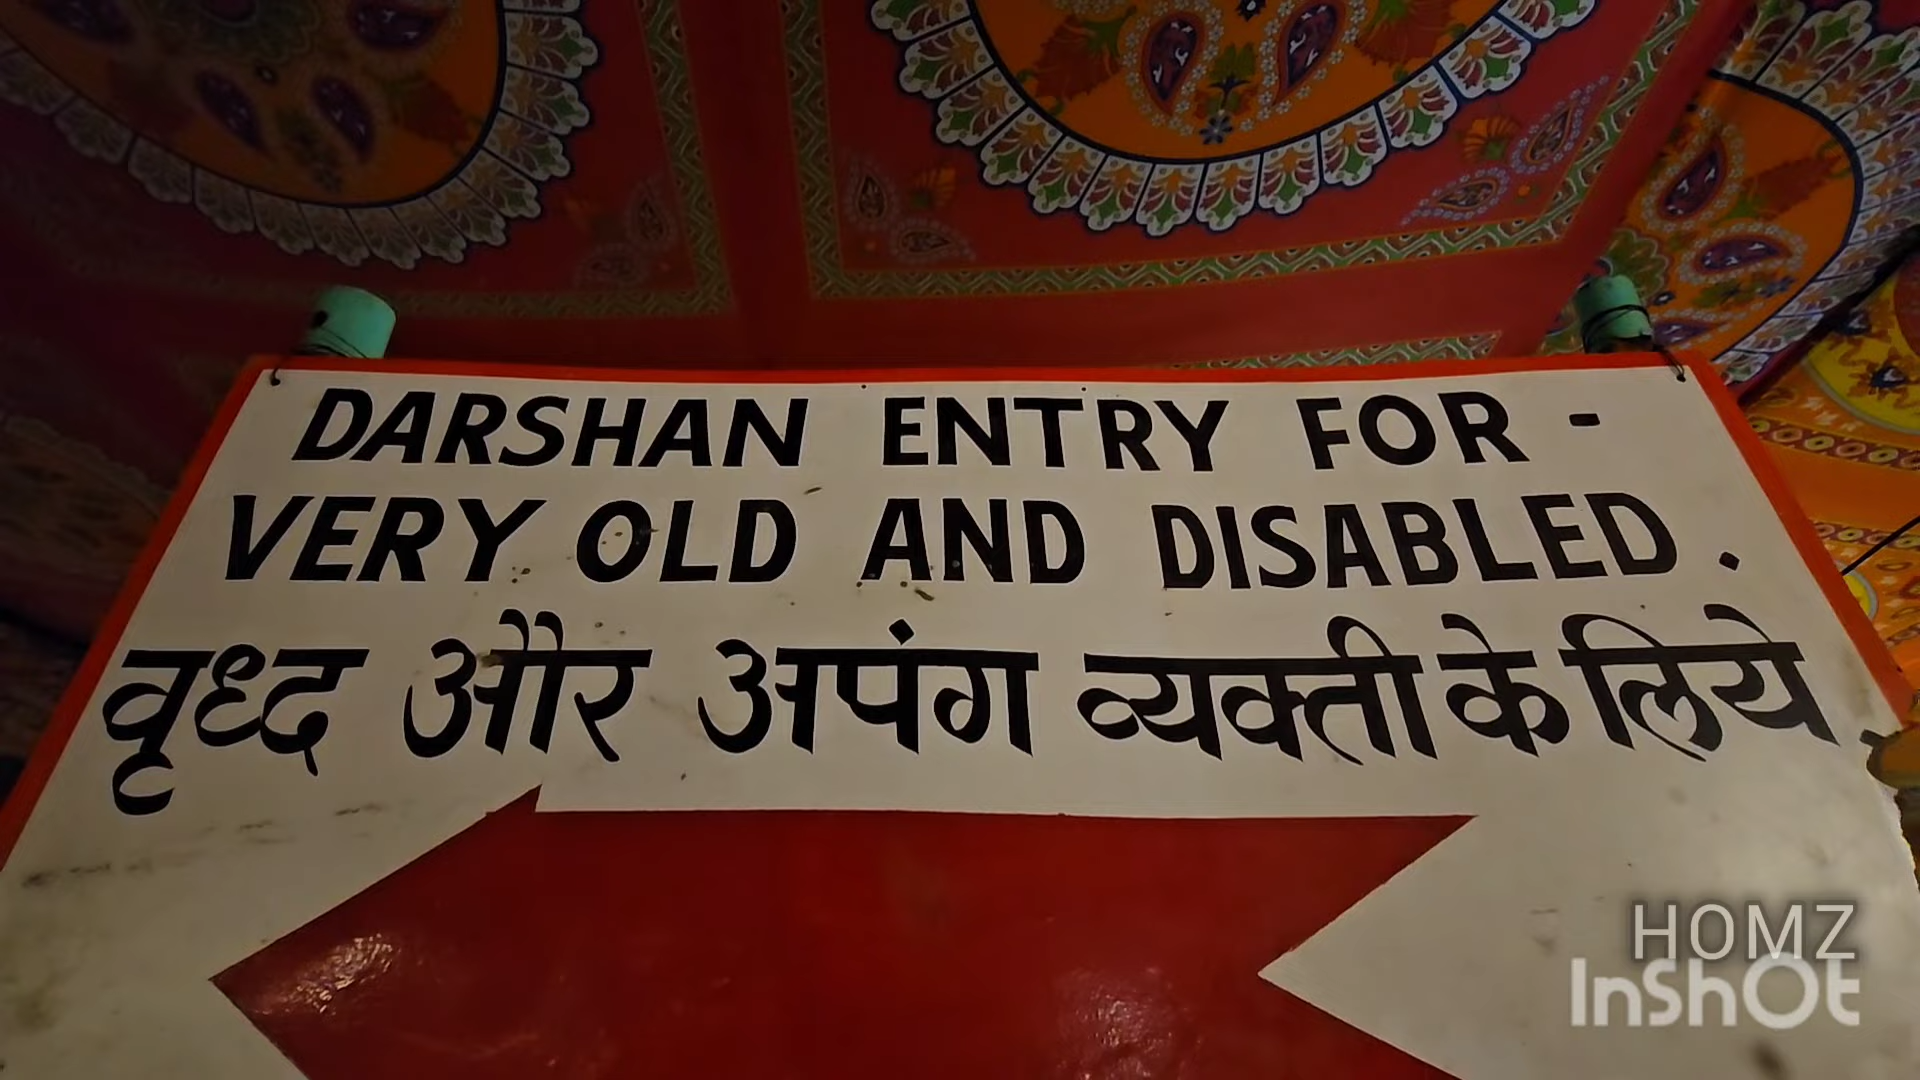 DARSHAN ENTRY FOR -
VERY OLD AND DISABLED.
वृध्द और अपंग व्यक्ती के लिये
HOMZ
InShOt